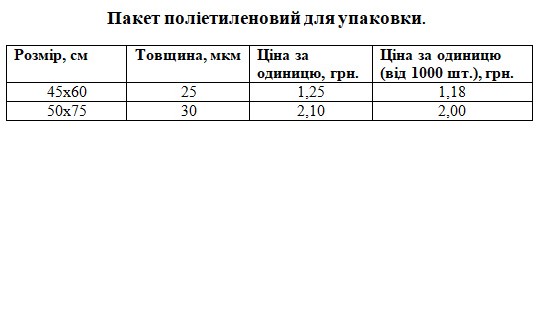 Пакет поліетиленовий для упаковки.
Розмір, см Товщина, мкм Ціна за одиницю, грн. Ціна за одиницю (від 1000 шт.), грн.
45х60 25 1,25 1,18
50х75 30 2,10 2,00